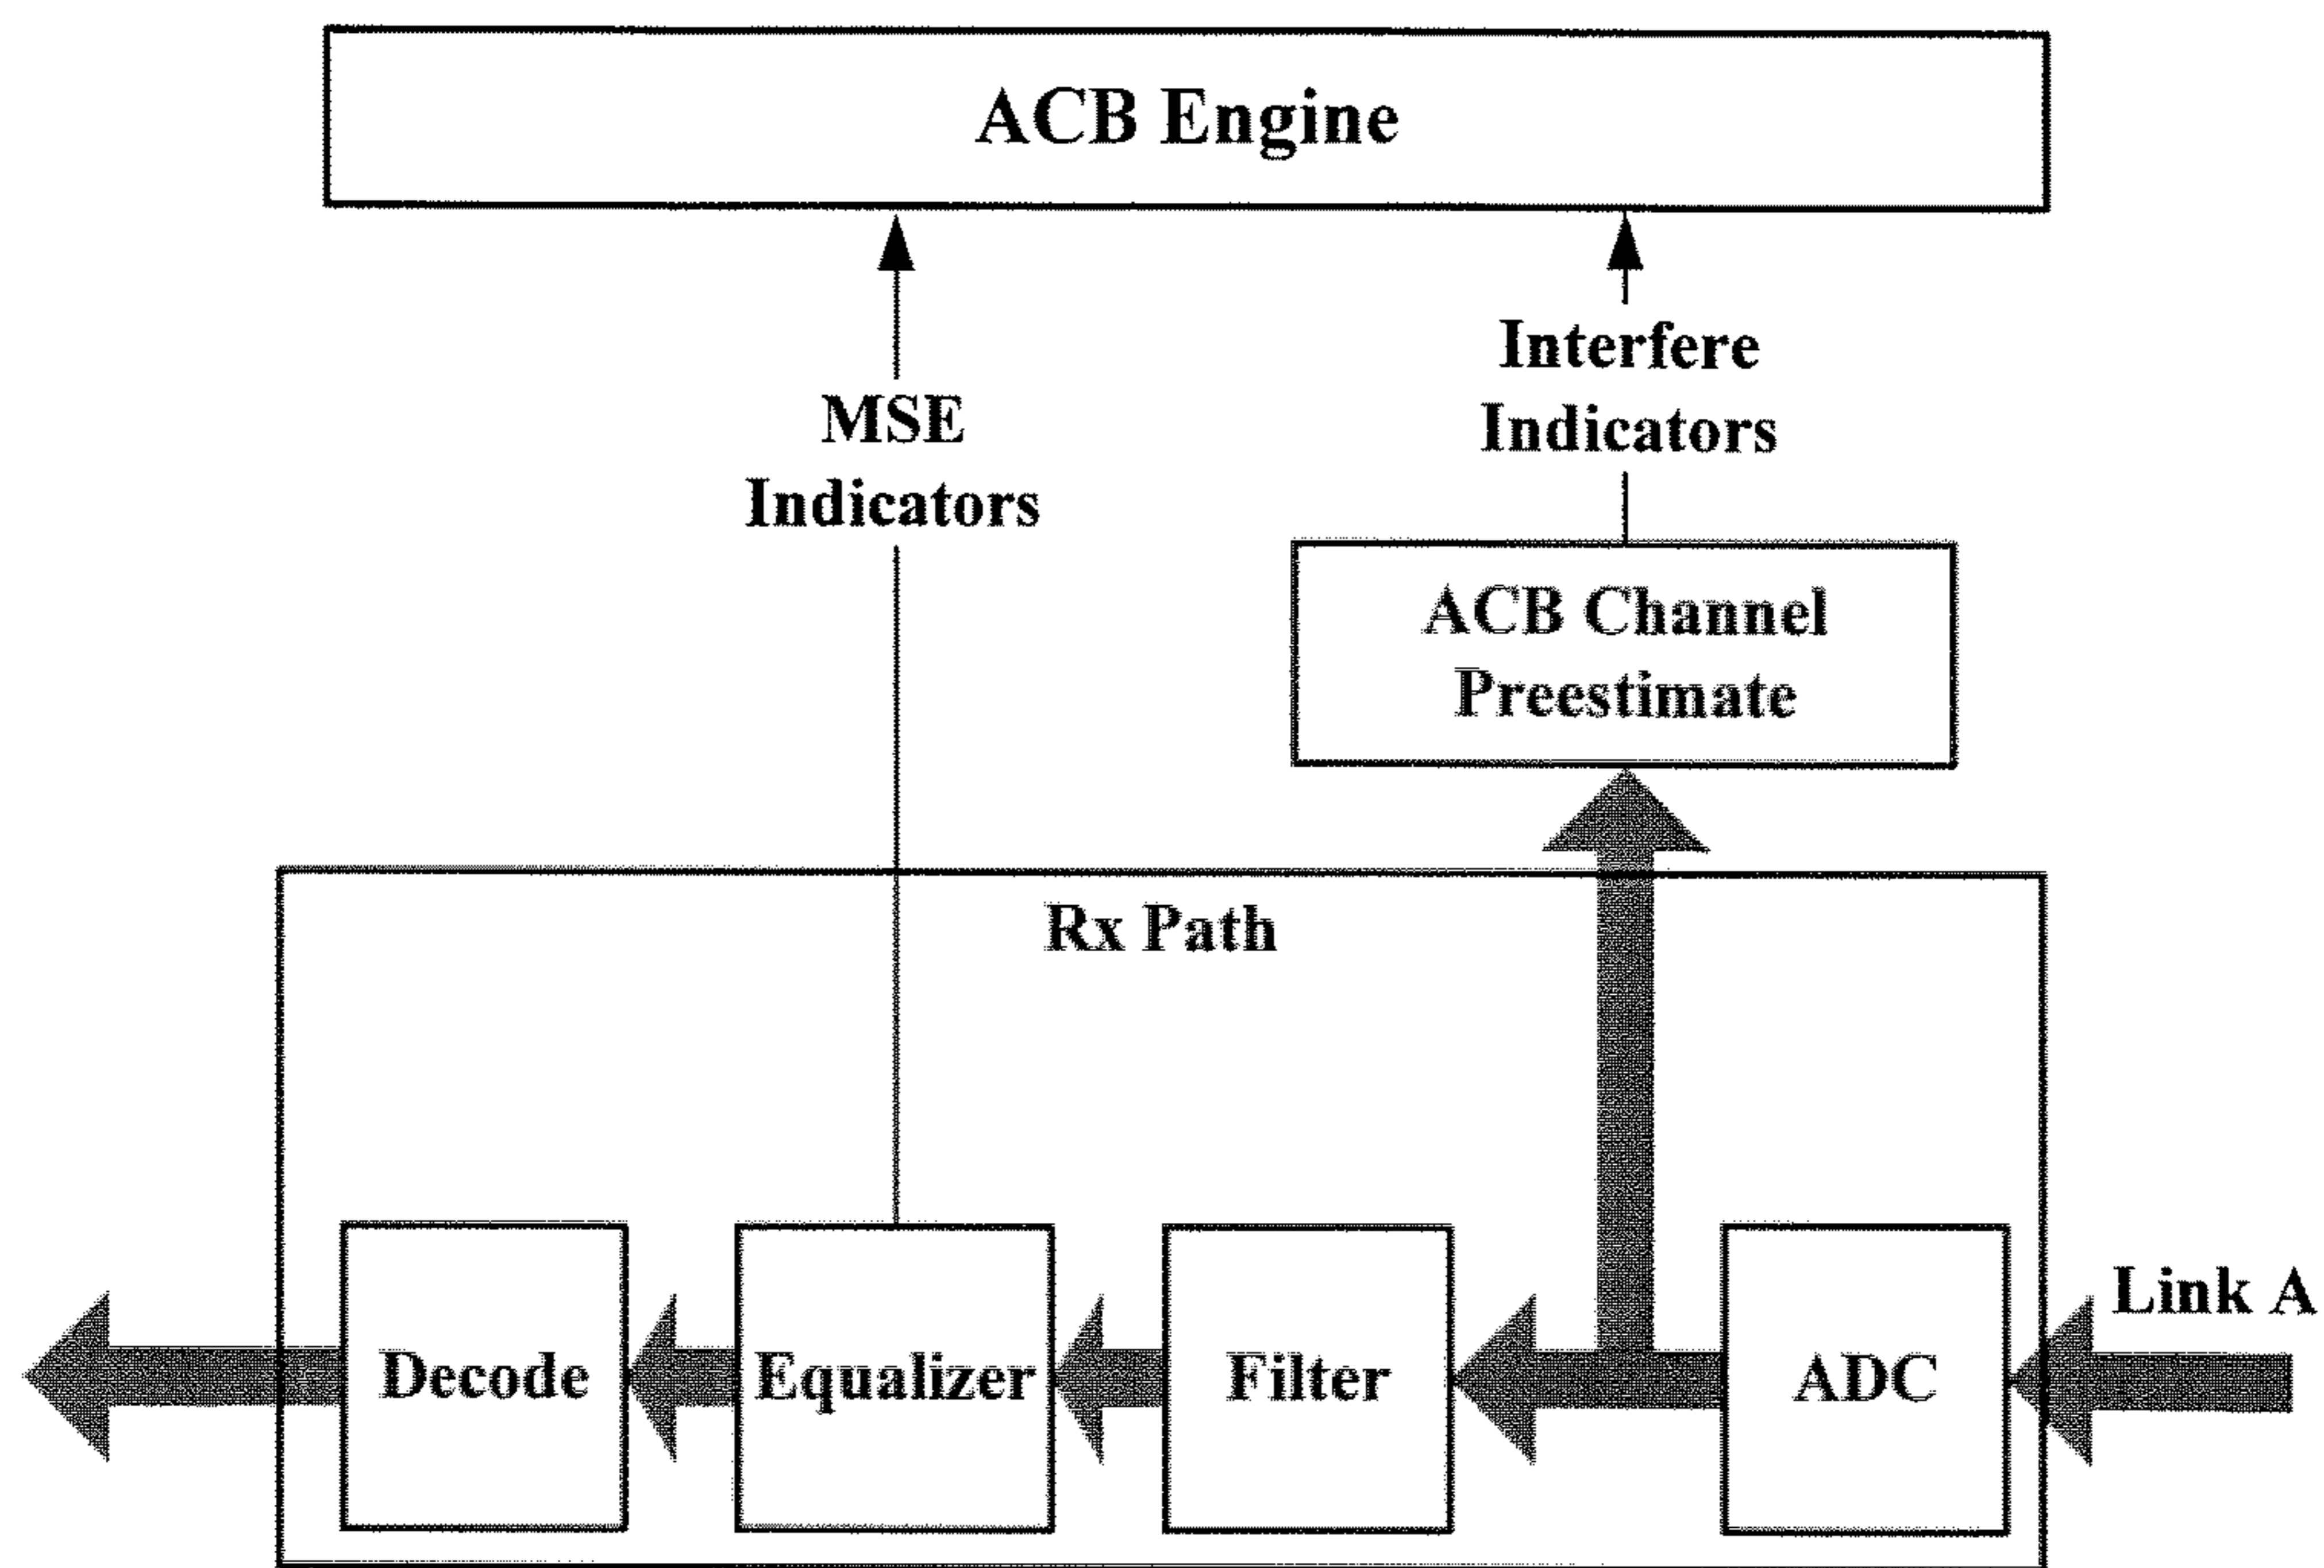 ACB Engine
Interfere
Indicators
MSE
Indicators
ACB Channel
Preestimate
Rx Path
Link A
Decode
Equalizer
Filter
ADC